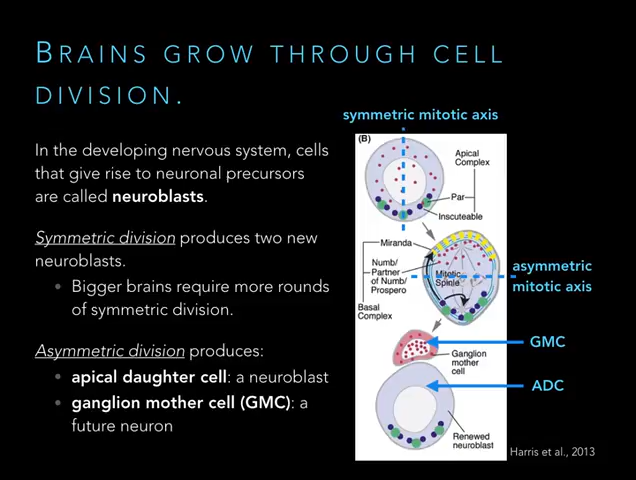 BRAINS GROW THROUGH CELL
DIVISION.
In the developing nervous system, cells
that give rise to neuronal precursors
are called neuroblasts.
Symmetric division produces two new
neuroblasts.
• Bigger brains require more rounds
of symmetric division.
Asymmetric division produces:
• apical daughter cell: a neuroblast
• ganglion mother cell (GMC): a
future neuron
symmetric mitotic axis
(B)
Apical
Complex
Par
Inscuteable
Miranda
Numb/
Partner
of Numb/
Prospero
Basal
Complex
Mitotic
Spinle
asymmetric
mitotic axis
GMC
Ganglion
mother
cell
ADC
Renewed
neuroblast
Harris et al., 2013